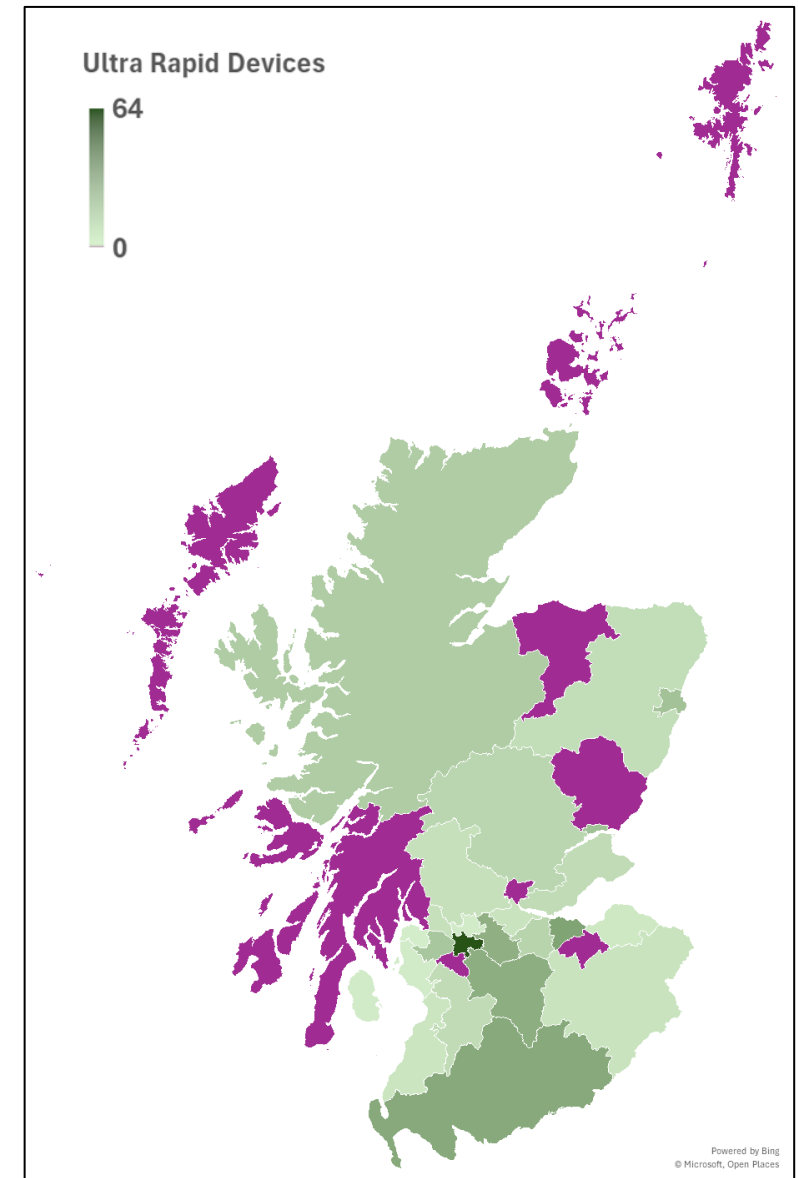 Ultra Rapid Devices
64
0
Powered by Bing
© Microsoft, Open Places